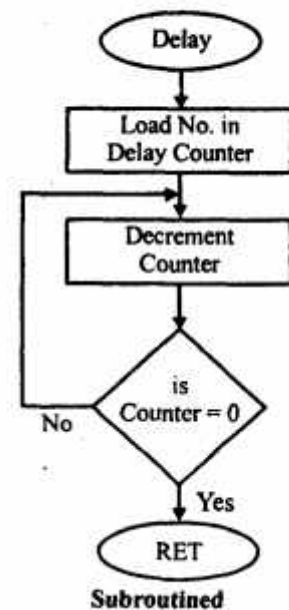 Delay
Load No. in
Delay Counter
Decrement
Counter
is
Counter = 0
No
Yes
RET
Subroutined